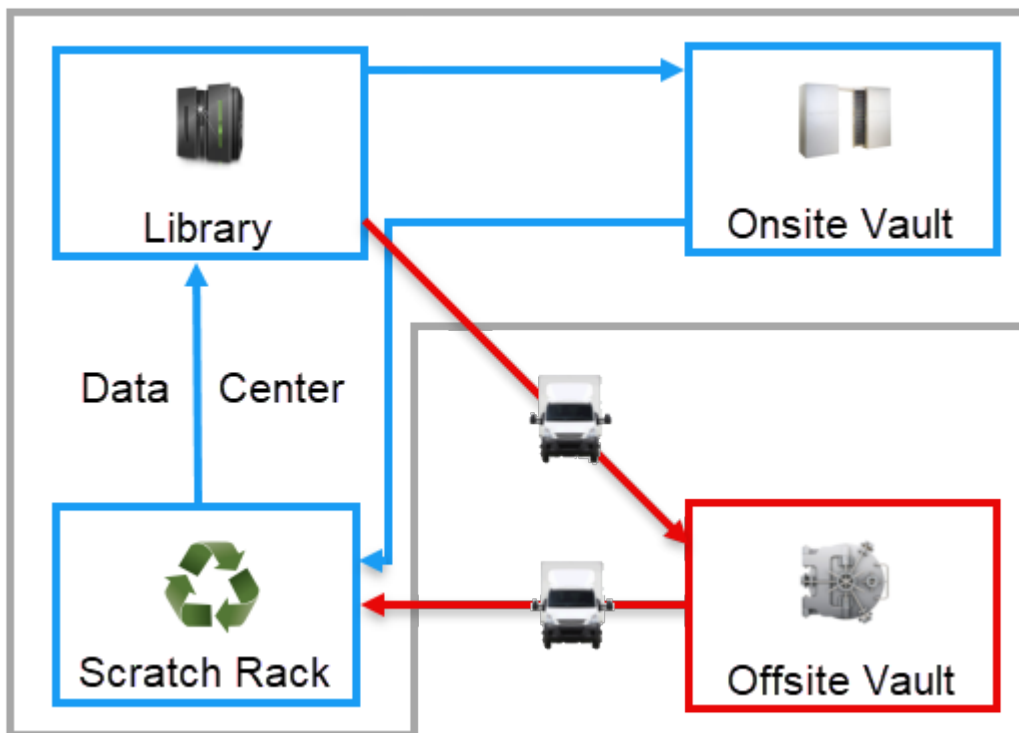 Library
Onsite Vault
Data Center
Scratch Rack
Offsite Vault